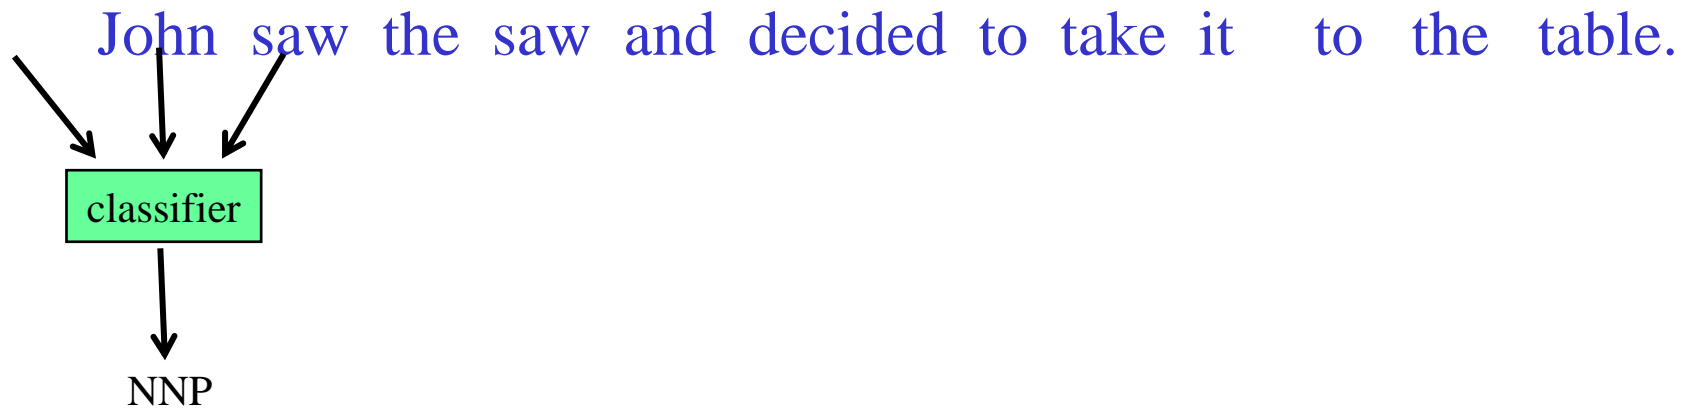 John saw the saw and decided to take it to the table.
classifier
NNP